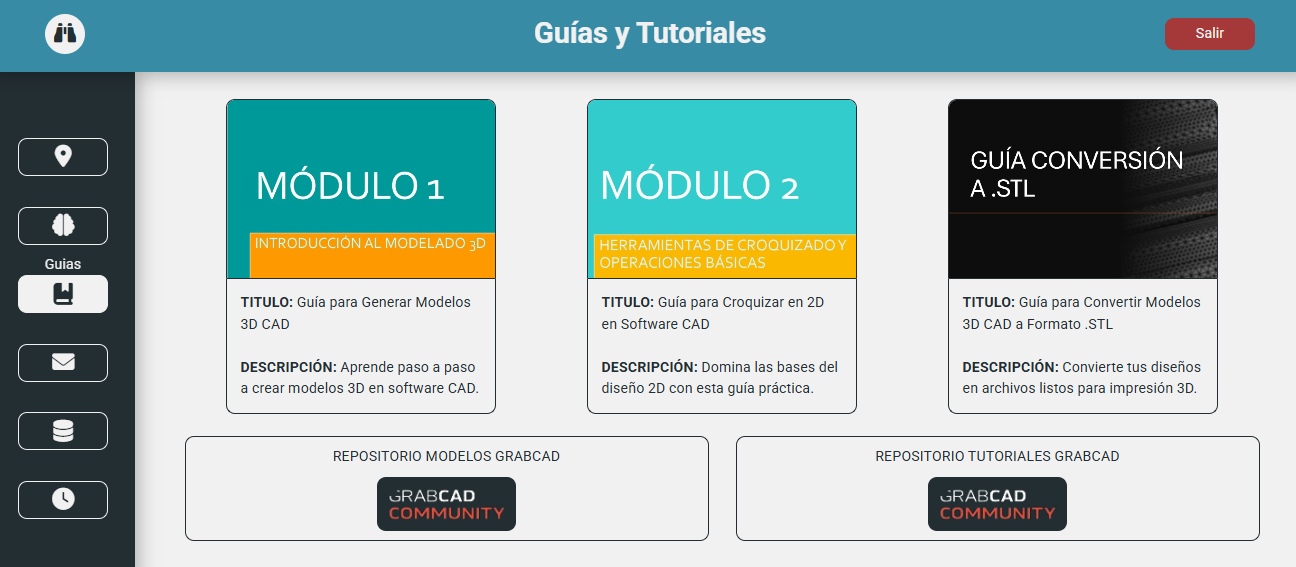 Guías y Tutoriales
Salir
Guias
MÓDULO 1
INTRODUCCIÓN AL MODELADO 3D
TITULO: Guía para Generar Modelos
3D CAD
DESCRIPCIÓN: Aprende paso a paso
a crear modelos 3D en software CAD.
MÓDULO 2
HERRAMIENTAS DE CROQUIZADO Y
OPERACIONES BÁSICAS
TITULO: Guía para Croquizar en 2D
en Software CAD
DESCRIPCIÓN: Domina las bases del
diseño 2D con esta guía práctica.
GUÍA CONVERSIÓN
A .STL
TITULO: Guía para Convertir Modelos
3D CAD a Formato .STL
DESCRIPCIÓN: Convierte tus diseños
en archivos listos para impresión 3D.
REPOSITORIO MODELOS GRABCAD
GRABCAD
COMMUNITY
REPOSITORIO TUTORIALES GRABCAD
GRABCAD
COMMUNITY